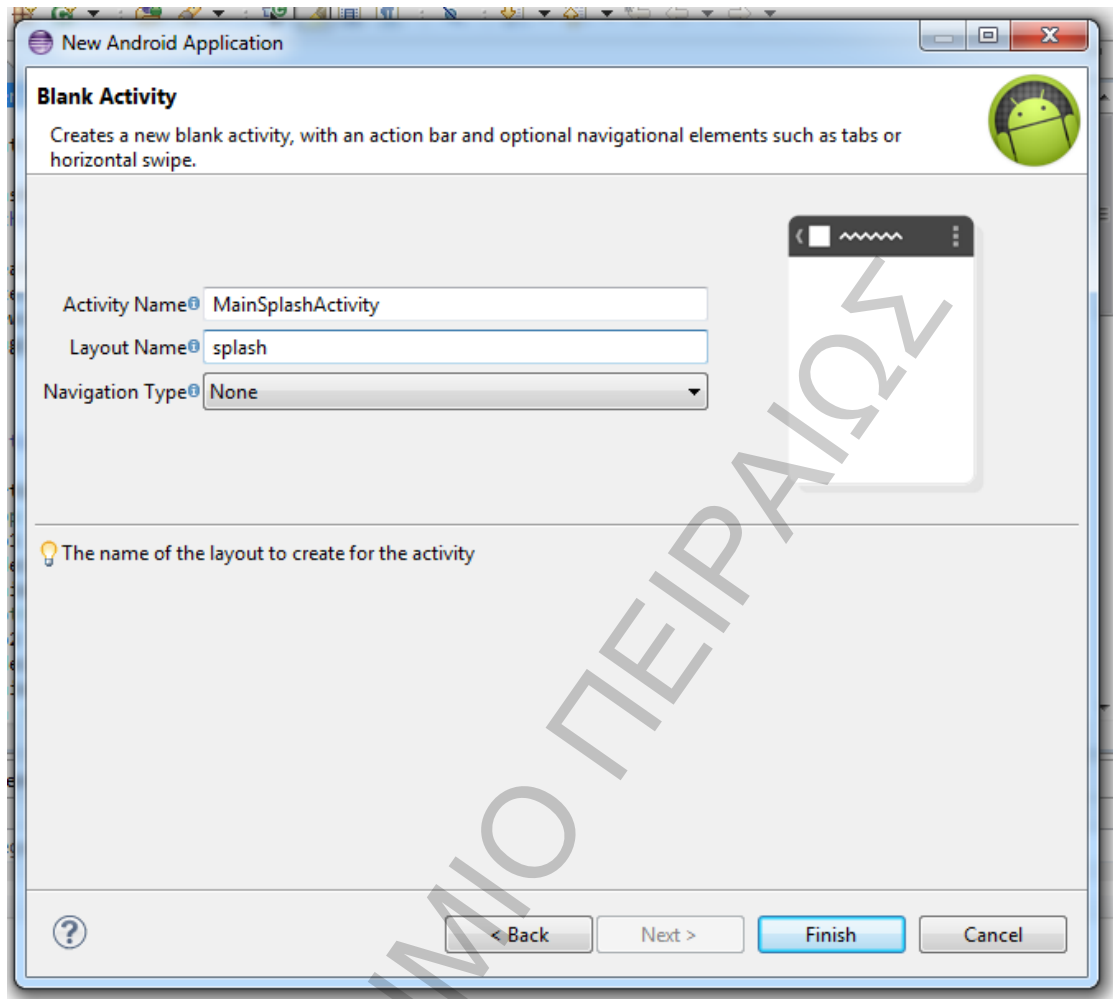 New Android Application
Blank Activity
Creates a new blank activity, with an action bar and optional navigational elements such as tabs or
horizontal swipe.
Activity Name MainSplashActivity
Layout Name splash
Navigation Type None
The name of the layout to create for the activity
< Back Next > Finish Cancel
ΜΙΟ ΠΕΙΡΑΙΩΣ